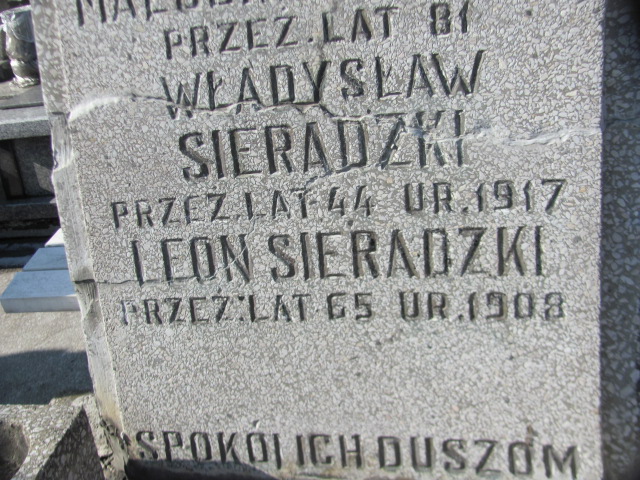 PRZEZ. LAT 81
WŁADYSŁAW
SIERADZKI
PRZEŻ. LAT 44 UR. 1917
LEON SIERADZKI
PRZEŻ. LAT 65 UR. 1908
SPOKÓJ ICH DUSZOM